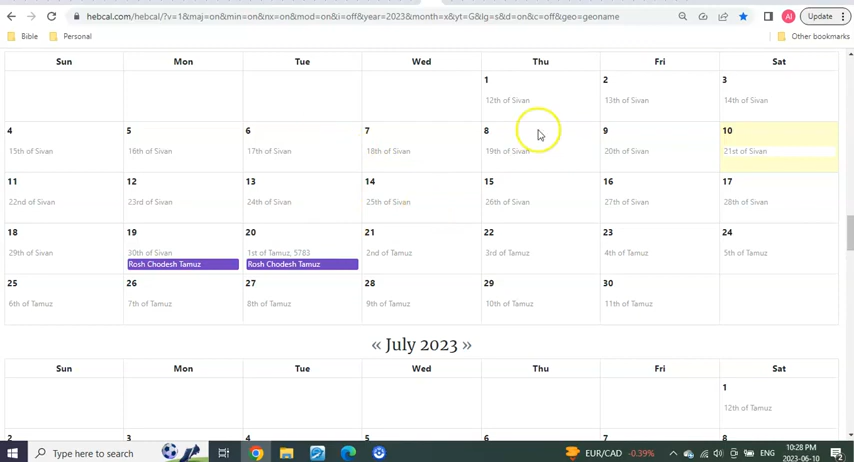 hebcal.com/hebcal/?v=1&maj=on&min=on&nx=on&mod=on&i=off&year=2023&month=x&yt=G&lg=s&d=on&c=off&geo=geoname
AI
Update
Bible
Personal
Other bookmarks
Sun Mon Tue Wed Thu Fri Sat
1 2 3
12th of Sivan 13th of Sivan 14th of Sivan
4 5 6 7 8 9 10
15th of Sivan 16th of Sivan 17th of Sivan 18th of Sivan 19th of Sivan 20th of Sivan 21st of Sivan
11 12 13 14 15 16 17
22nd of Sivan 23rd of Sivan 24th of Sivan 25th of Sivan 26th of Sivan 27th of Sivan 28th of Sivan
18 19 20 21 22 23 24
29th of Sivan 30th of Sivan 1st of Tamuz, 5783 2nd of Tamuz 3rd of Tamuz 4th of Tamuz 5th of Tamuz
Rosh Chodesh Tamuz Rosh Chodesh Tamuz
25 26 27 28 29 30
6th of Tamuz 7th of Tamuz 8th of Tamuz 9th of Tamuz 10th of Tamuz 11th of Tamuz
« July 2023 »
Sun Mon Tue Wed Thu Fri Sat
1
12th of Tamuz
2 3 4 5 6 7 8
Type here to search
EUR/CAD -0.39%
ENG
10:28 PM
2023-06-10
2